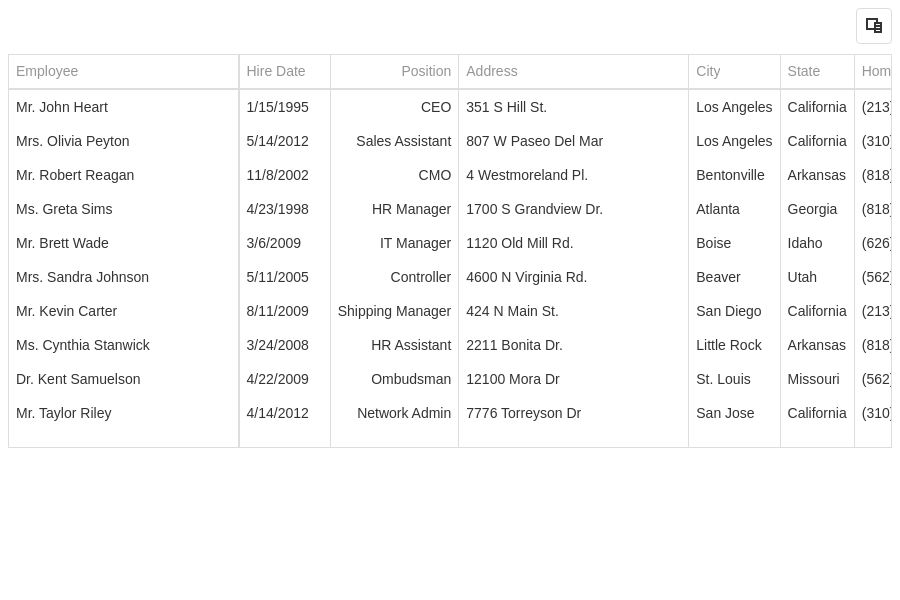 Employee Hire Date Position Address City State Hom
Mr. John Heart 1/15/1995 CEO 351 S Hill St. Los Angeles California (213)
Mrs. Olivia Peyton 5/14/2012 Sales Assistant 807 W Paseo Del Mar Los Angeles California (310)
Mr. Robert Reagan 11/8/2002 CMO 4 Westmoreland Pl. Bentonville Arkansas (818)
Ms. Greta Sims 4/23/1998 HR Manager 1700 S Grandview Dr. Atlanta Georgia (818)
Mr. Brett Wade 3/6/2009 IT Manager 1120 Old Mill Rd. Boise Idaho (626)
Mrs. Sandra Johnson 5/11/2005 Controller 4600 N Virginia Rd. Beaver Utah (562)
Mr. Kevin Carter 8/11/2009 Shipping Manager 424 N Main St. San Diego California (213)
Ms. Cynthia Stanwick 3/24/2008 HR Assistant 2211 Bonita Dr. Little Rock Arkansas (818)
Dr. Kent Samuelson 4/22/2009 Ombudsman 12100 Mora Dr St. Louis Missouri (562)
Mr. Taylor Riley 4/14/2012 Network Admin 7776 Torreyson Dr San Jose California (310)